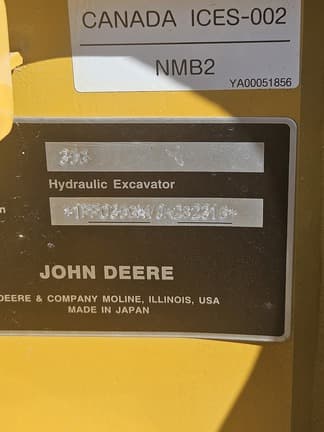 CANADA ICES-002
NMB2
YA00051856
Hydraulic Excavator
n
JOHN DEERE
DEERE & COMPANY MOLINE, ILLINOIS, USA
MADE IN JAPAN